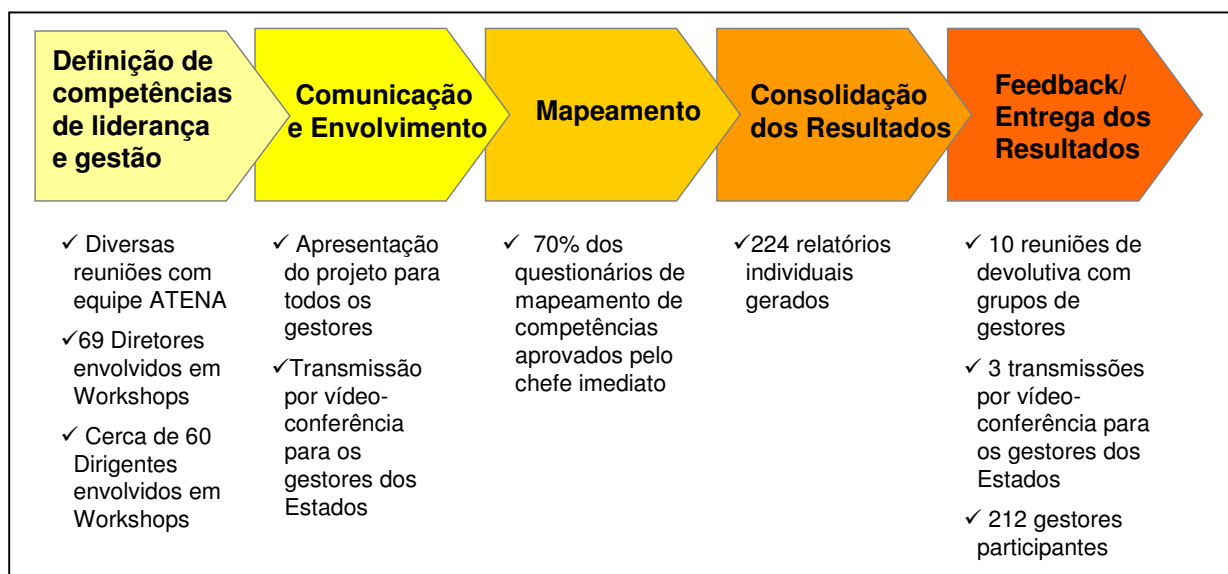 Definição de
competências
de liderança
e gestão
✓ Diversas
reuniões com
equipe ATENA
✓69 Diretores
envolvidos em
Workshops
✓ Cerca de 60
Dirigentes
envolvidos em
Workshops
Comunicação
e Envolvimento
✓ Apresentação
do projeto para
todos os
gestores
✓Transmissão
por vídeo-
conferência
para os
gestores dos
Estados
Mapeamento
✓ 70% dos
questionários de
mapeamento de
competências
aprovados pelo
chefe imediato
Consolidação
dos Resultados
✓224 relatórios
individuais
gerados
Feedback/
Entrega dos
Resultados
✓ 10 reuniões de
devolutiva com
grupos de
gestores
✓ 3 transmissões
por vídeo-
conferência para
os gestores dos
Estados
✓ 212 gestores
participantes